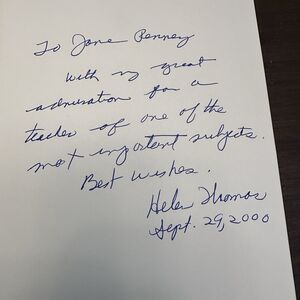 To Jane Penney
With my great
admiration for a
teacher of one of the
most important subjects.
Best wishes.
Helen Thomas
Sept. 29, 2000